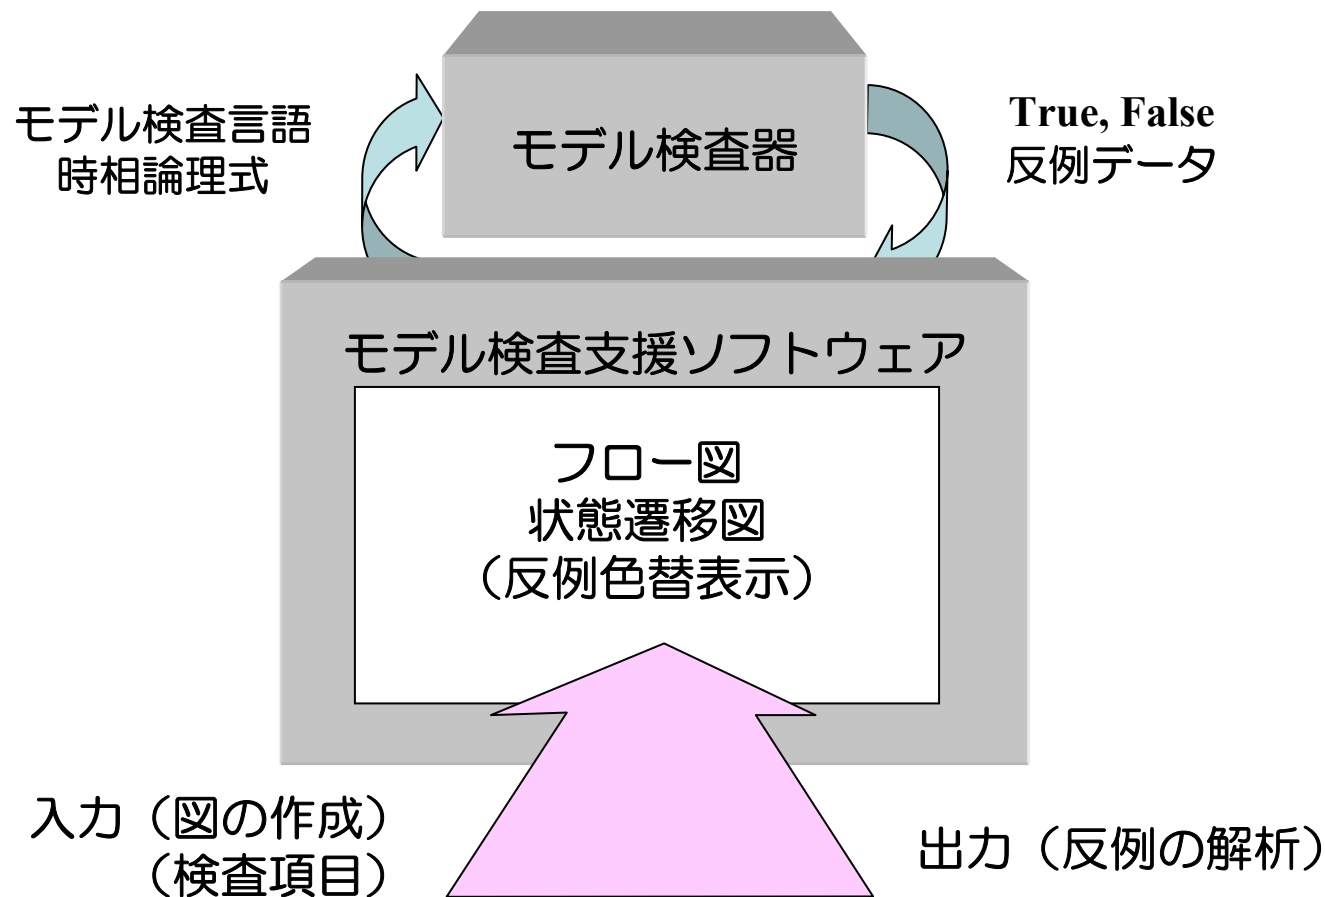 モデル検査言語
時相論理式
モデル検査器
True, False
反例データ
モデル検査支援ソフトウェア
フロー図
状態遷移図
（反例色替表示）
入力（図の作成）
（検査項目）
出力（反例の解析）